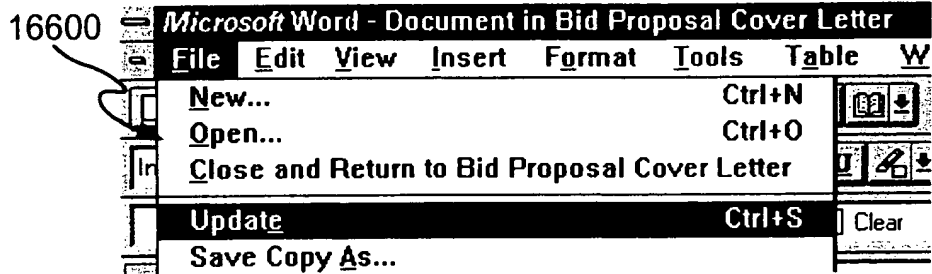 16600
Microsoft Word - Document in Bid Proposal Cover Letter
File Edit View Insert Format Tools Table W
New... Ctrl+N
Open... Ctrl+O
In
Close and Return to Bid Proposal Cover Letter
Update Ctrl+S
Clear
Save Copy As...